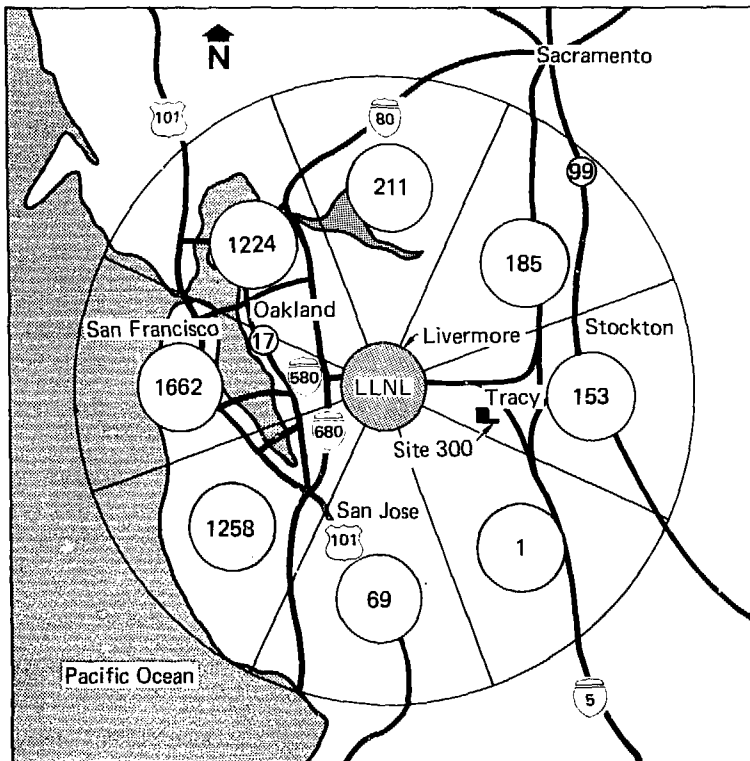 Sacramento
N
101
80
99
211
1224
185
Oakland
San Francisco
17
Livermore
Stockton
1662
580
LLNL
Tracy
153
680
Site 300
San Jose
1258
101
1
69
Pacific Ocean
5